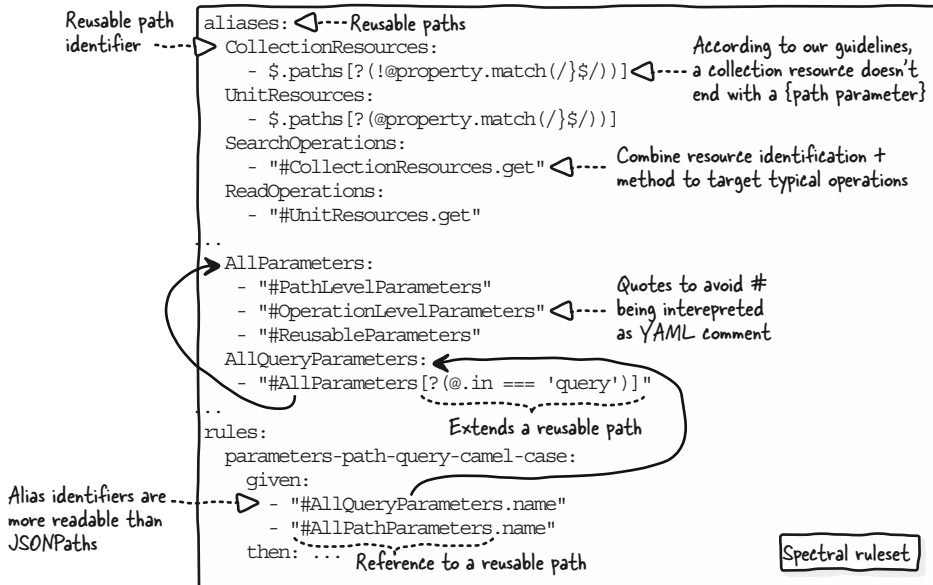 Reusable path
identifier
aliases:
Reusable paths
CollectionResources:
- $.paths[?(!@property.match(/}$/))]
According to our guidelines,
a collection resource doesn't
end with a {path parameter}
UnitResources:
- $.paths[?(@property.match(/}$/))]
SearchOperations:
- "#CollectionResources.get"
Combine resource identification +
method to target typical operations
ReadOperations:
- "#UnitResources.get"
...
AllParameters:
- "#PathLevelParameters"
- "#OperationLevelParameters"
- "#ReusableParameters"
Quotes to avoid #
being interepreted
as YAML comment
AllQueryParameters:
- "#AllParameters[?(@.in === 'query')]"
Extends a reusable path
...
rules:
parameters-path-query-camel-case:
given:
- "#AllQueryParameters.name"
- "#AllPathParameters.name"
Alias identifiers are
more readable than
JSONPaths
then: ...
Reference to a reusable path
Spectral ruleset